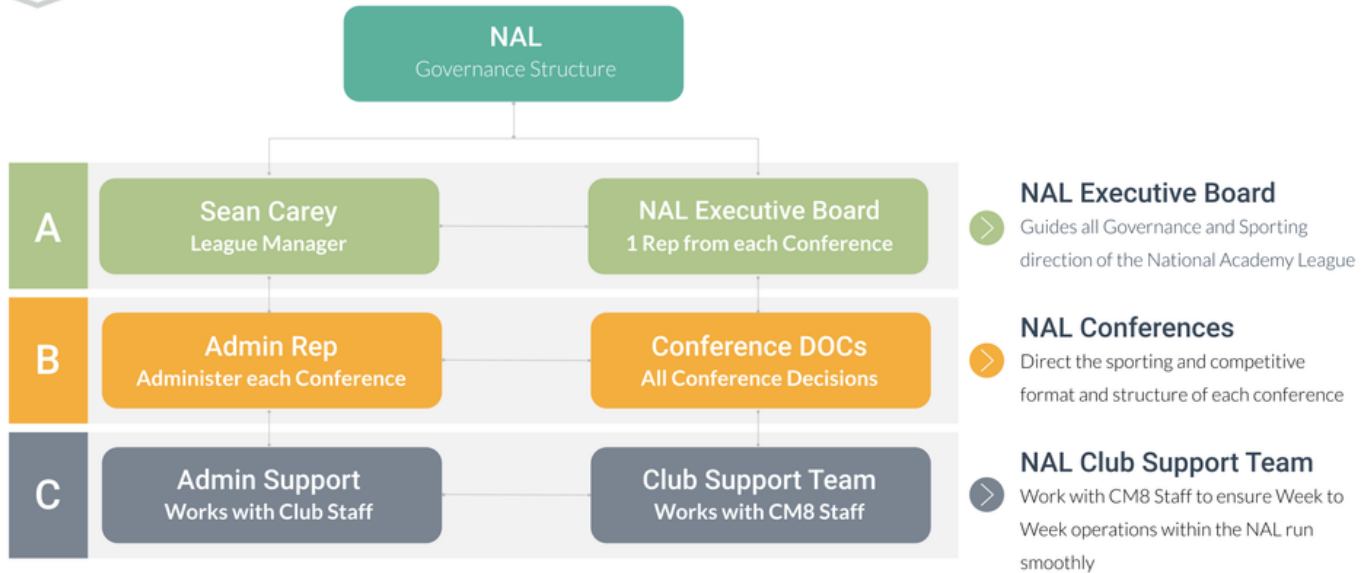 NAL
Governance Structure
A
Sean Carey
League Manager
NAL Executive Board
1 Rep from each Conference
NAL Executive Board
Guides all Governance and Sporting
direction of the National Academy League
B
Admin Rep
Administer each Conference
Conference DOCs
All Conference Decisions
NAL Conferences
Direct the sporting and competitive
format and structure of each conference
C
Admin Support
Works with Club Staff
Club Support Team
Works with CM8 Staff
NAL Club Support Team
Work with CM8 Staff to ensure Week to
Week operations within the NAL run
smoothly